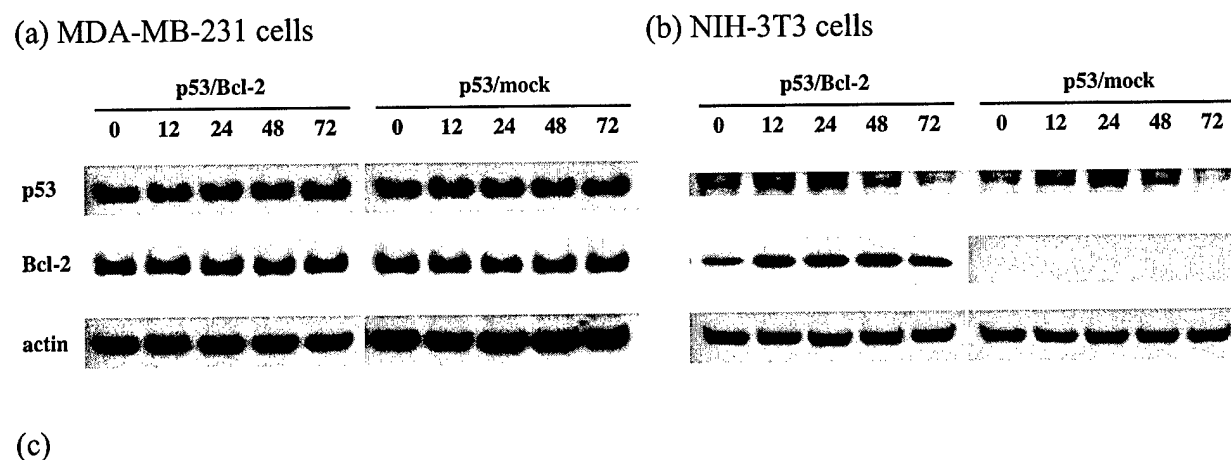 (a) MDA-MB-231 cells
p53/Bcl-2 p53/mock
0 12 24 48 72 0 12 24 48 72
p53
Bcl-2
actin
(b) NIH-3T3 cells
p53/Bcl-2 p53/mock
0 12 24 48 72 0 12 24 48 72
(c)